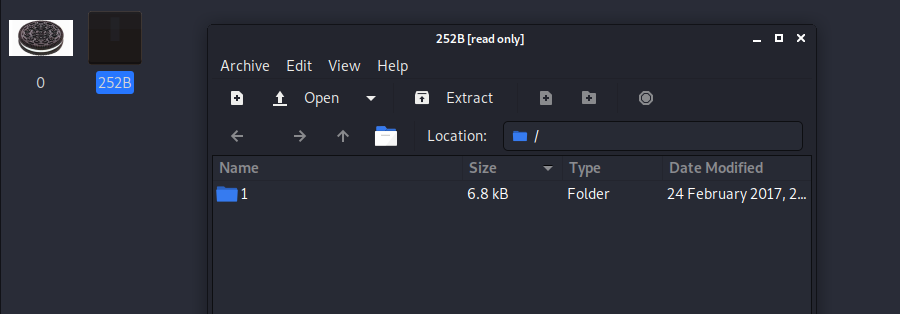 0
252B
252B [read only]
Archive Edit View Help
Open Extract
Location: /
Name Size Type Date Modified
1 6.8 kB Folder 24 February 2017, 2...